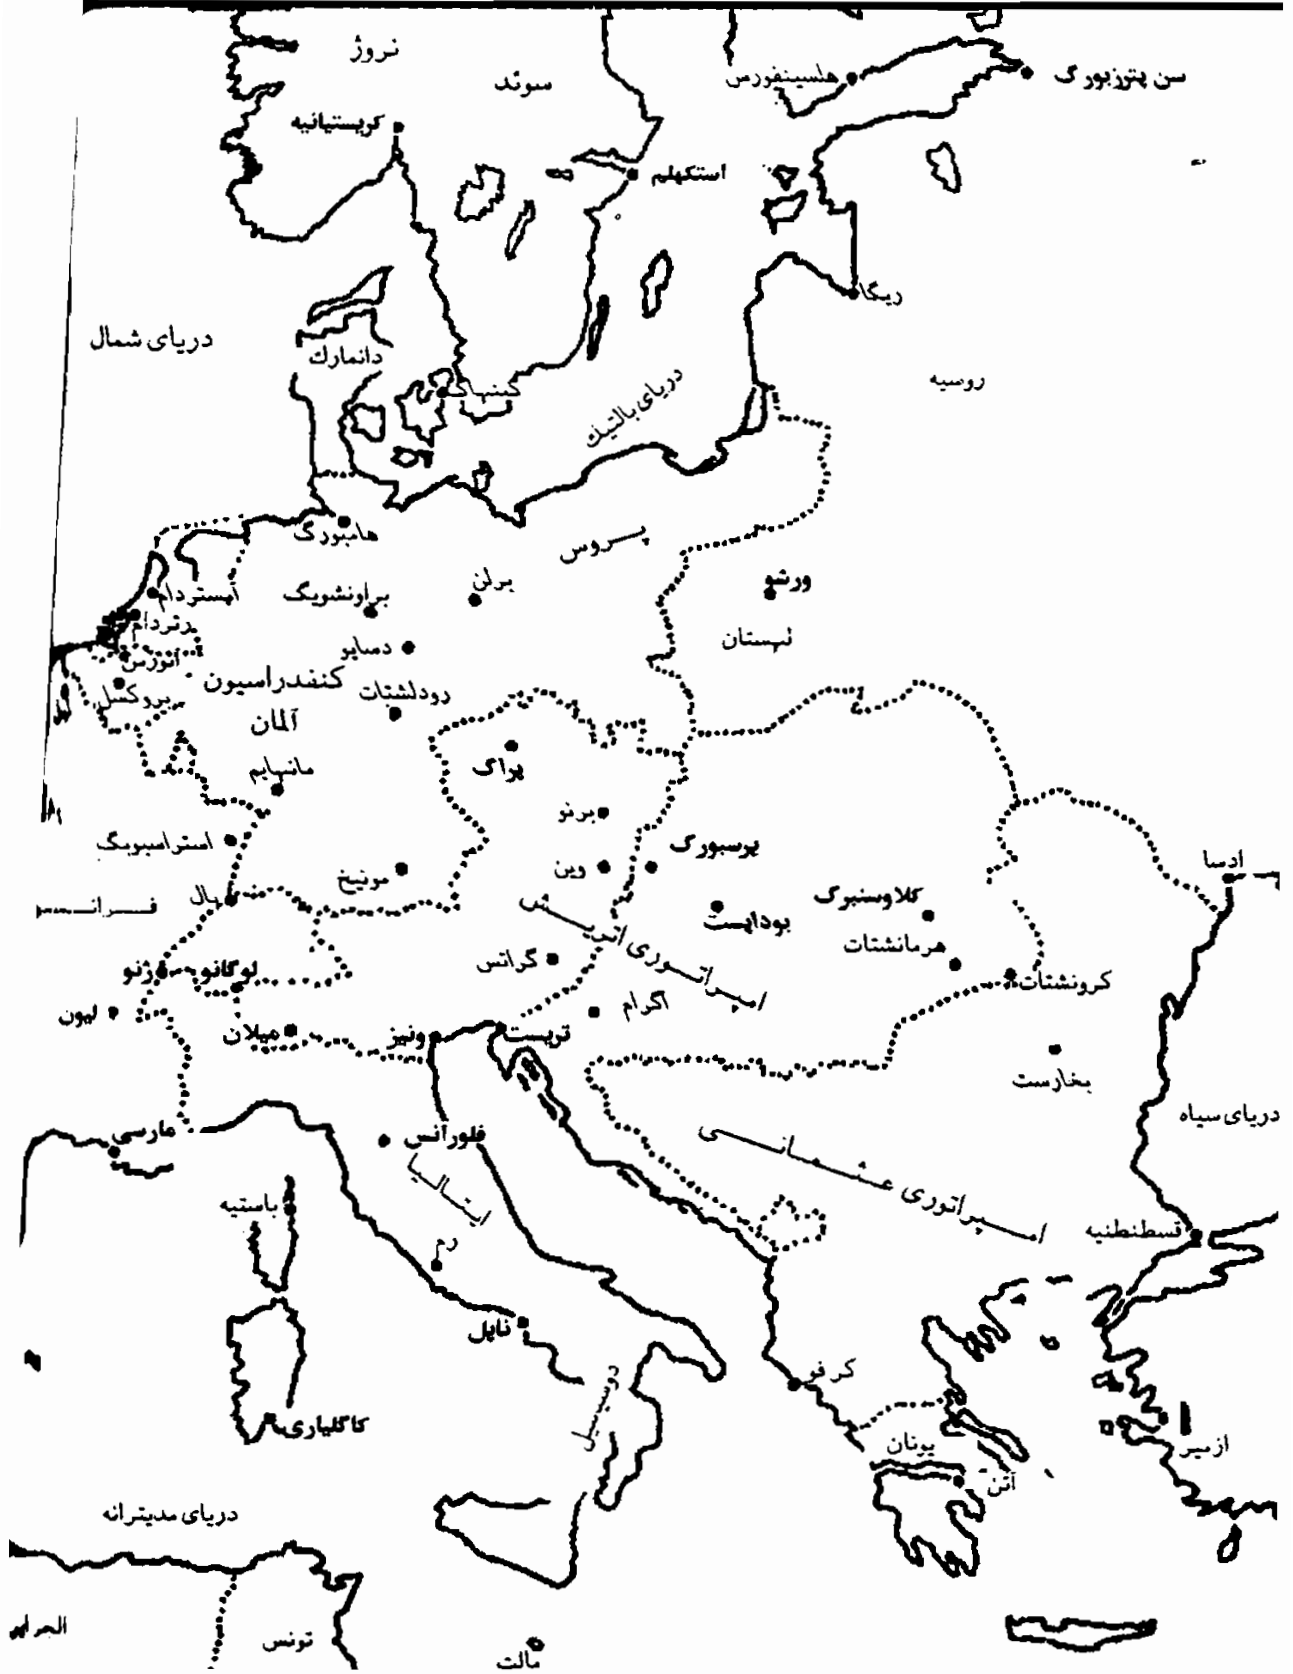 نروژ
سوئد
هلسینفورس
سن پترزبورگ
کریستیانیه
استکهلم
ریگا
دریای شمال
دانمارك
کپنهاگ
دریای بالتیك
روسیه
هامبورگ
پروس
آمستردام
براونشویگ
برلن
ورشو
رتردام
لهستان
آنورس
دسایو
بروکسل
کنفدراسیون
آلمان
رودلشتات
مانهایم
پراگ
برنو
استراسبورگ
پرسبورگ
وین
ادسا
مونیخ
بال
فرانسه
کلاوسنبرگ
بوداپست
هرمانشتات
امپراتوری اتریش
گراتس
کرونشتات
ژنو
لوگانو
لیون
اگرام
میلان
ونیز
تریست
بخارست
دریای سیاه
مارسی
فلورانس
ایتالیا
امپراتوری عثمانی
باستیه
قسطنطنیه
رم
ناپل
کرفو
دوسیسیل
کاگلیاری
یونان
ازمیر
آتن
دریای مدیترانه
تونس
مالت